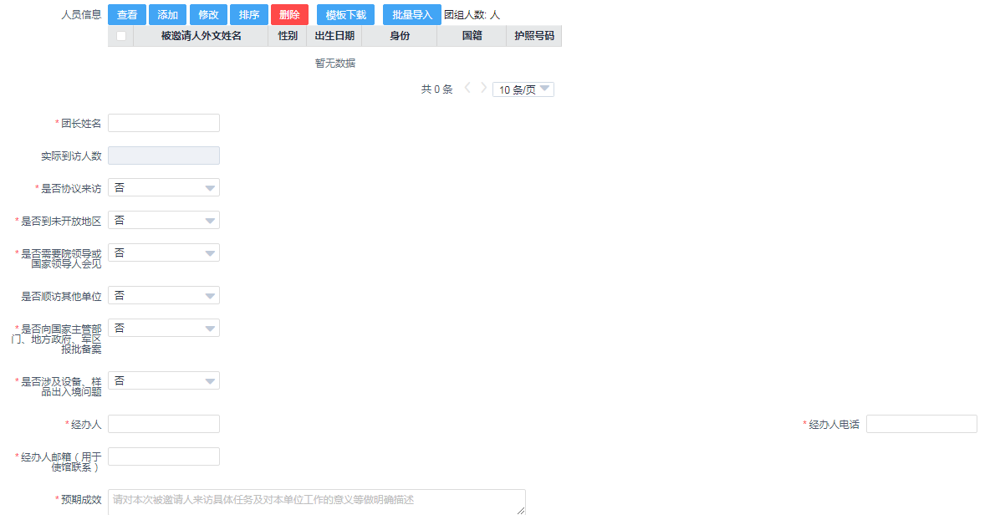 人员信息 查看 添加 修改 排序 删除 模板下载 批量导入 团组人数: 人
被邀请人外文姓名 性别 出生日期 身份 国籍 护照号码
暂无数据
共 0 条 10 条/页
* 团长姓名
实际到访人数
* 是否协议来访 否
* 是否到未开放地区 否
* 是否需要院领导或 否
国家领导人会见
是否顺访其他单位 否
* 是否向国家主管部 否
门、地方政府、军区
报批备案
* 是否涉及设备、样 否
品出入境问题
* 经办人 * 经办人电话
* 经办人邮箱（用于
使馆联系）
* 预期成效 请对本次被邀请人来访具体任务及对本单位工作的意义等做明确描述